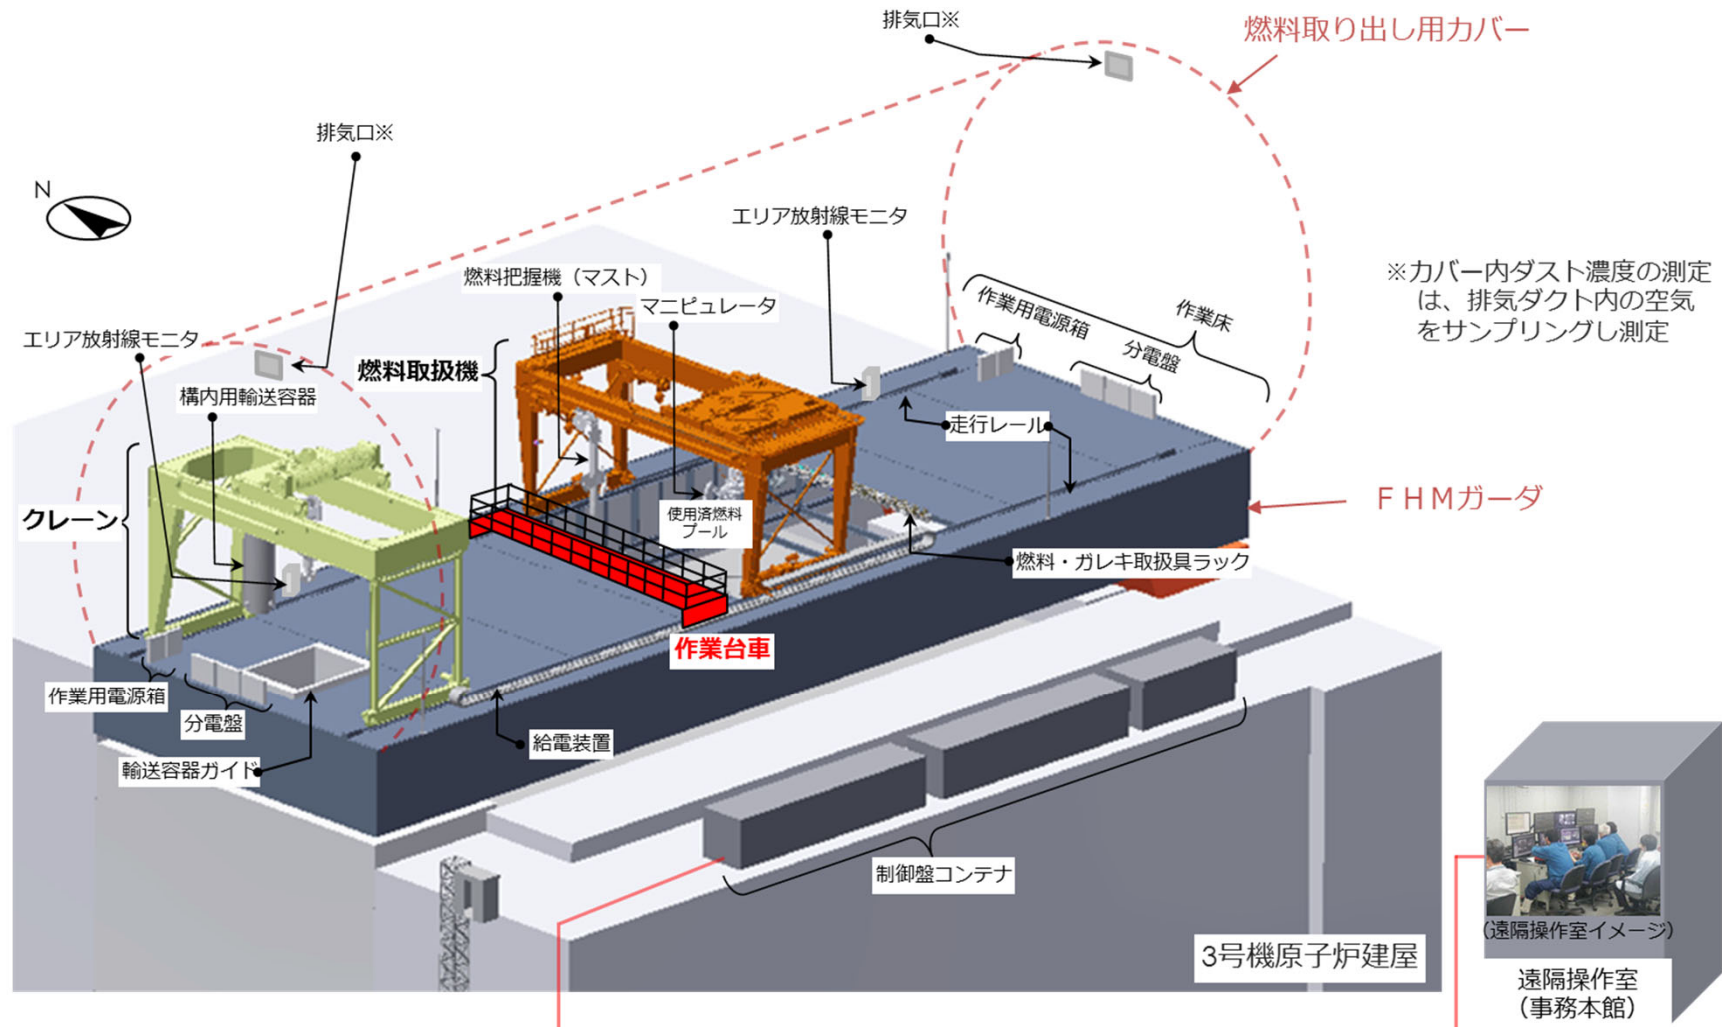 排気口※
燃料取り出し用カバー
排気口※
N
エリア放射線モニタ
燃料把握機（マスト）
マニピュレータ
※カバー内ダスト濃度の測定
は、排気ダクト内の空気
をサンプリングし測定
作業用電源箱
作業床
分電盤
エリア放射線モニタ
燃料取扱機
構内用輸送容器
走行レール
クレーン
使用済燃料
プール
FHMガーダ
燃料・ガレキ取扱具ラック
作業台車
作業用電源箱
分電盤
給電装置
輸送容器ガイド
制御盤コンテナ
3号機原子炉建屋
（遠隔操作室イメージ）
遠隔操作室
（事務本館）